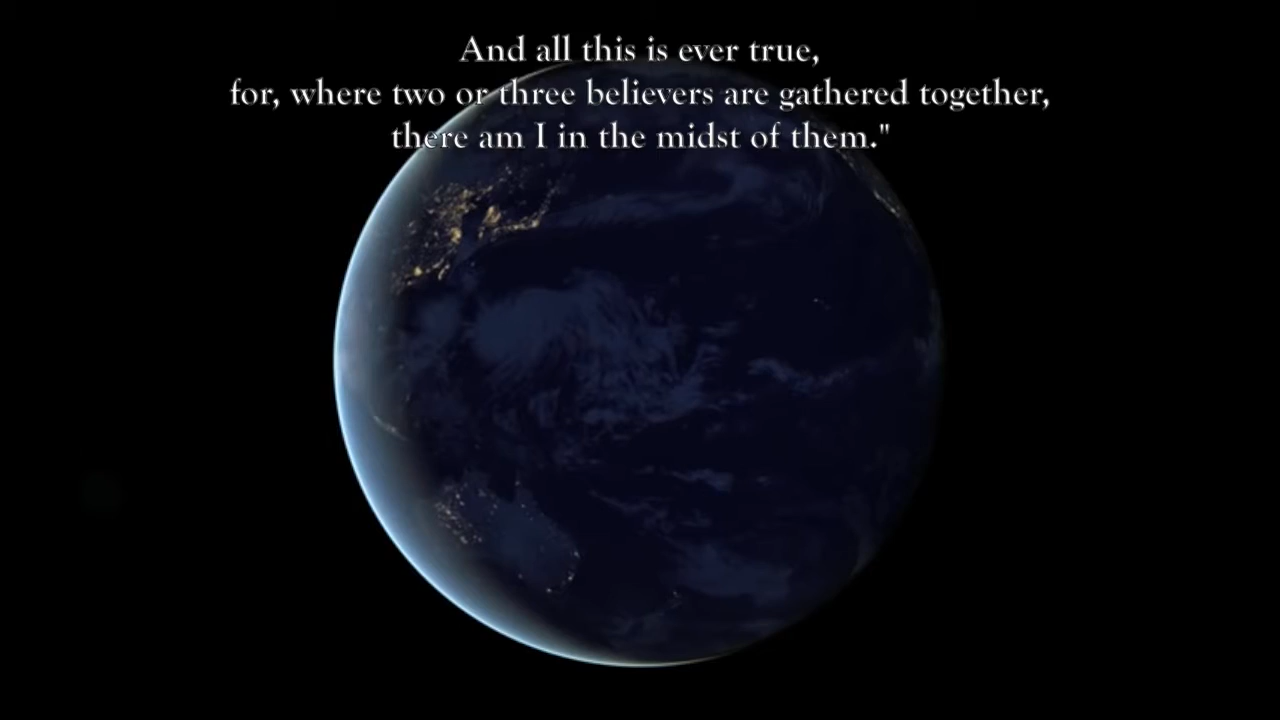 And all this is ever true,
for, where two or three believers are gathered together,
there am I in the midst of them."